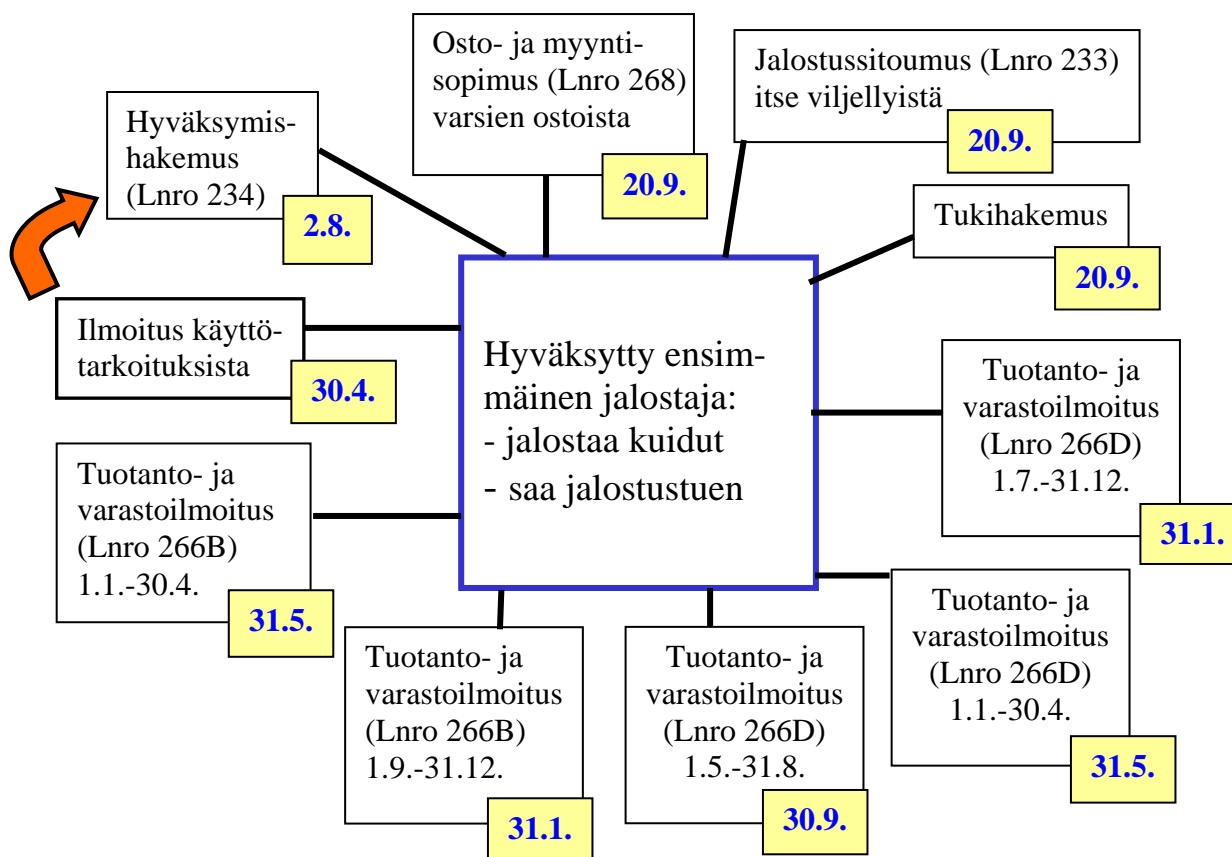 Osto- ja myynti-
sopimus (Lnro 268)
varsien ostoista
20.9.
Jalostussitoumus (Lnro 233)
itse viljellyistä
20.9.
Hyväksymis-
hakemus
(Lnro 234)
2.8.
Tukihakemus
20.9.
Ilmoitus käyttö-
tarkoituksista
30.4.
Hyväksytty ensim-
mäinen jalostaja:
- jalostaa kuidut
- saa jalostustuen
Tuotanto- ja
varastoilmoitus
(Lnro 266D)
1.7.-31.12.
31.1.
Tuotanto- ja
varastoilmoitus
(Lnro 266B)
1.1.-30.4.
31.5.
Tuotanto- ja
varastoilmoitus
(Lnro 266B)
1.9.-31.12.
31.1.
Tuotanto- ja
varastoilmoitus
(Lnro 266D)
1.5.-31.8.
30.9.
Tuotanto- ja
varastoilmoitus
(Lnro 266D)
1.1.-30.4.
31.5.